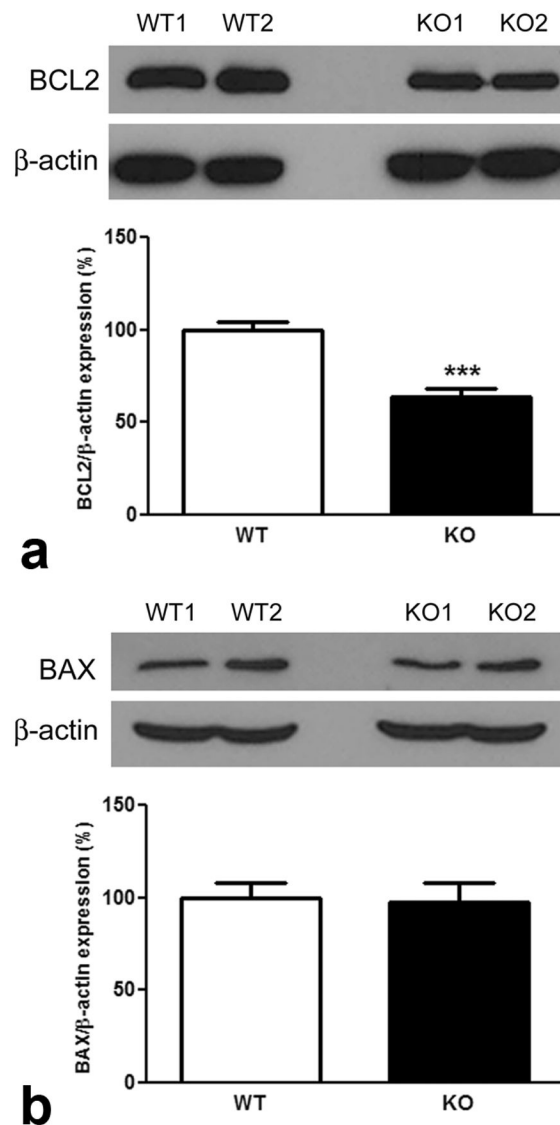 WT1 WT2 KO1 KO2
BCL2
β-actin
BCL2/β-actin expression (%)
150
100
50
0
***
WT KO
a
WT1 WT2 KO1 KO2
BAX
β-actin
BAX/β-actin expression (%)
150
100
50
0
WT KO
b